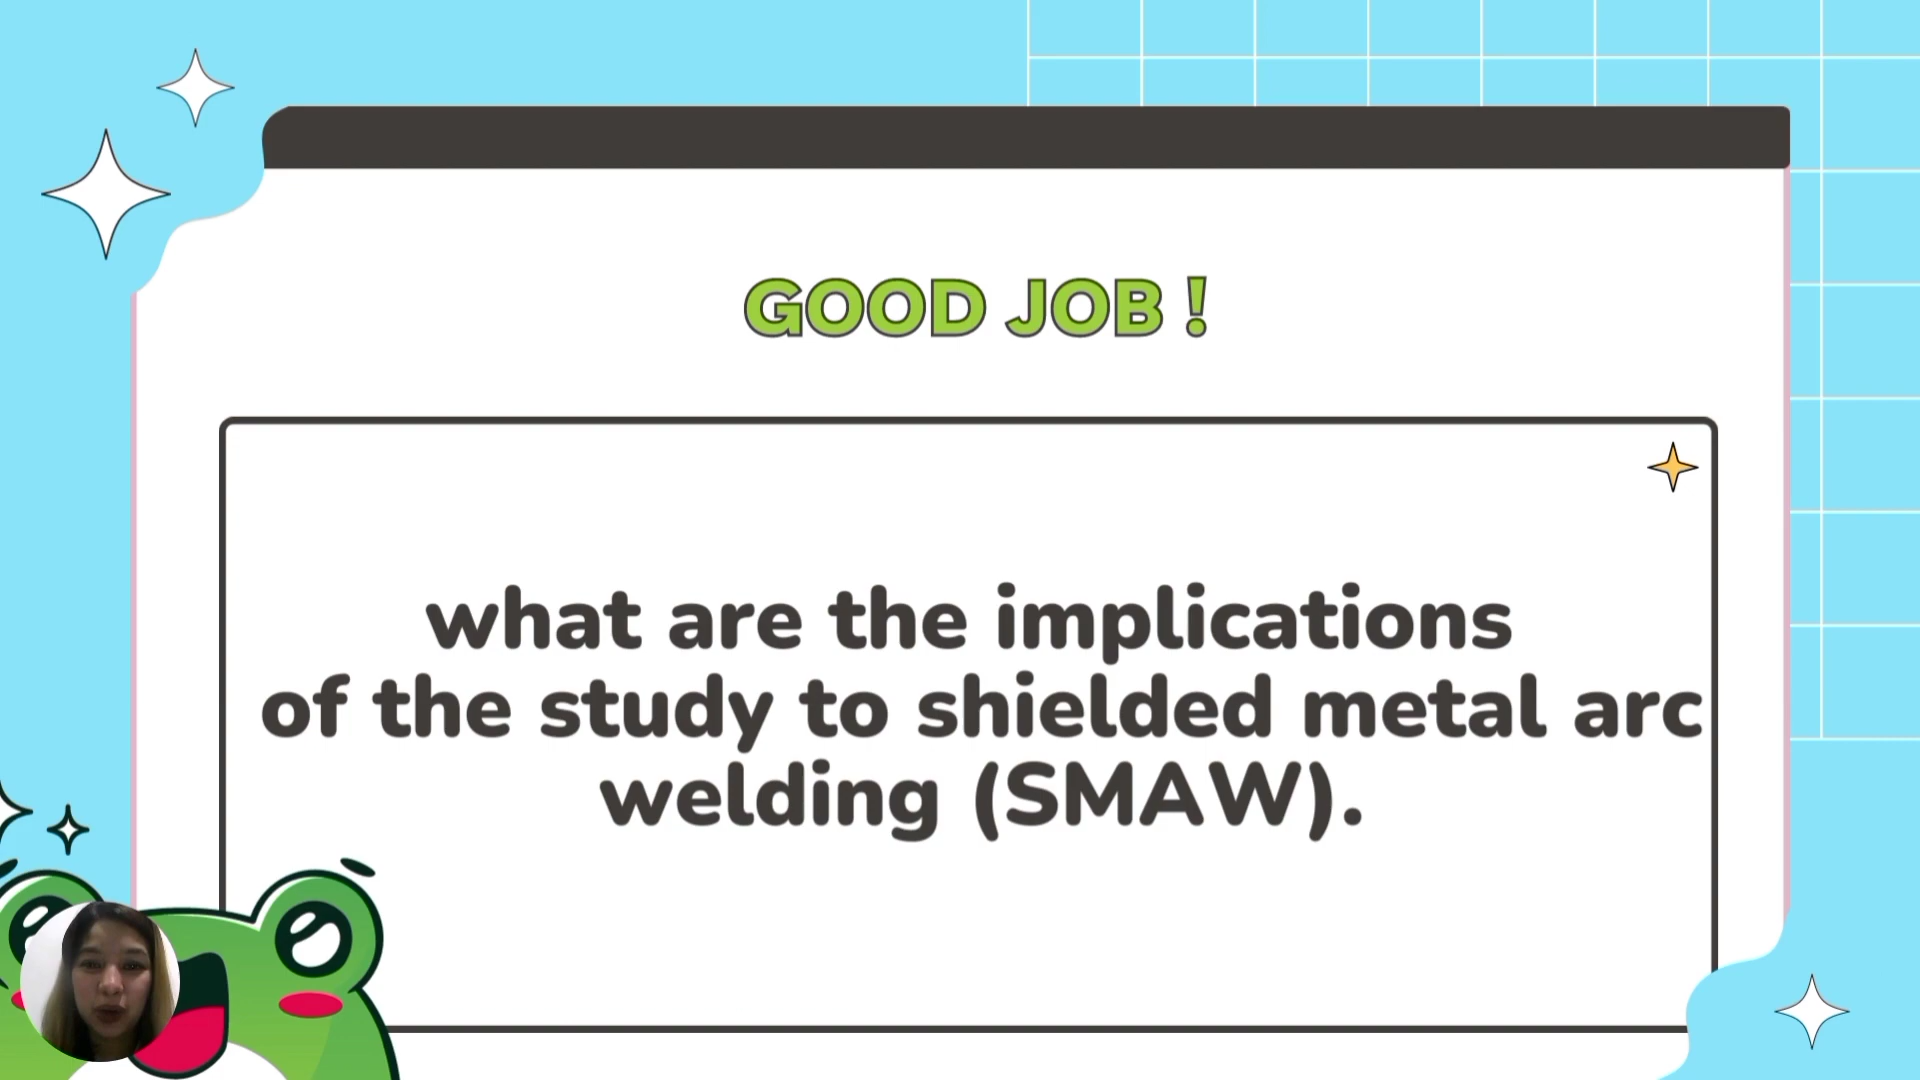 GOOD JOB !
what are the implications
of the study to shielded metal arc
welding (SMAW).